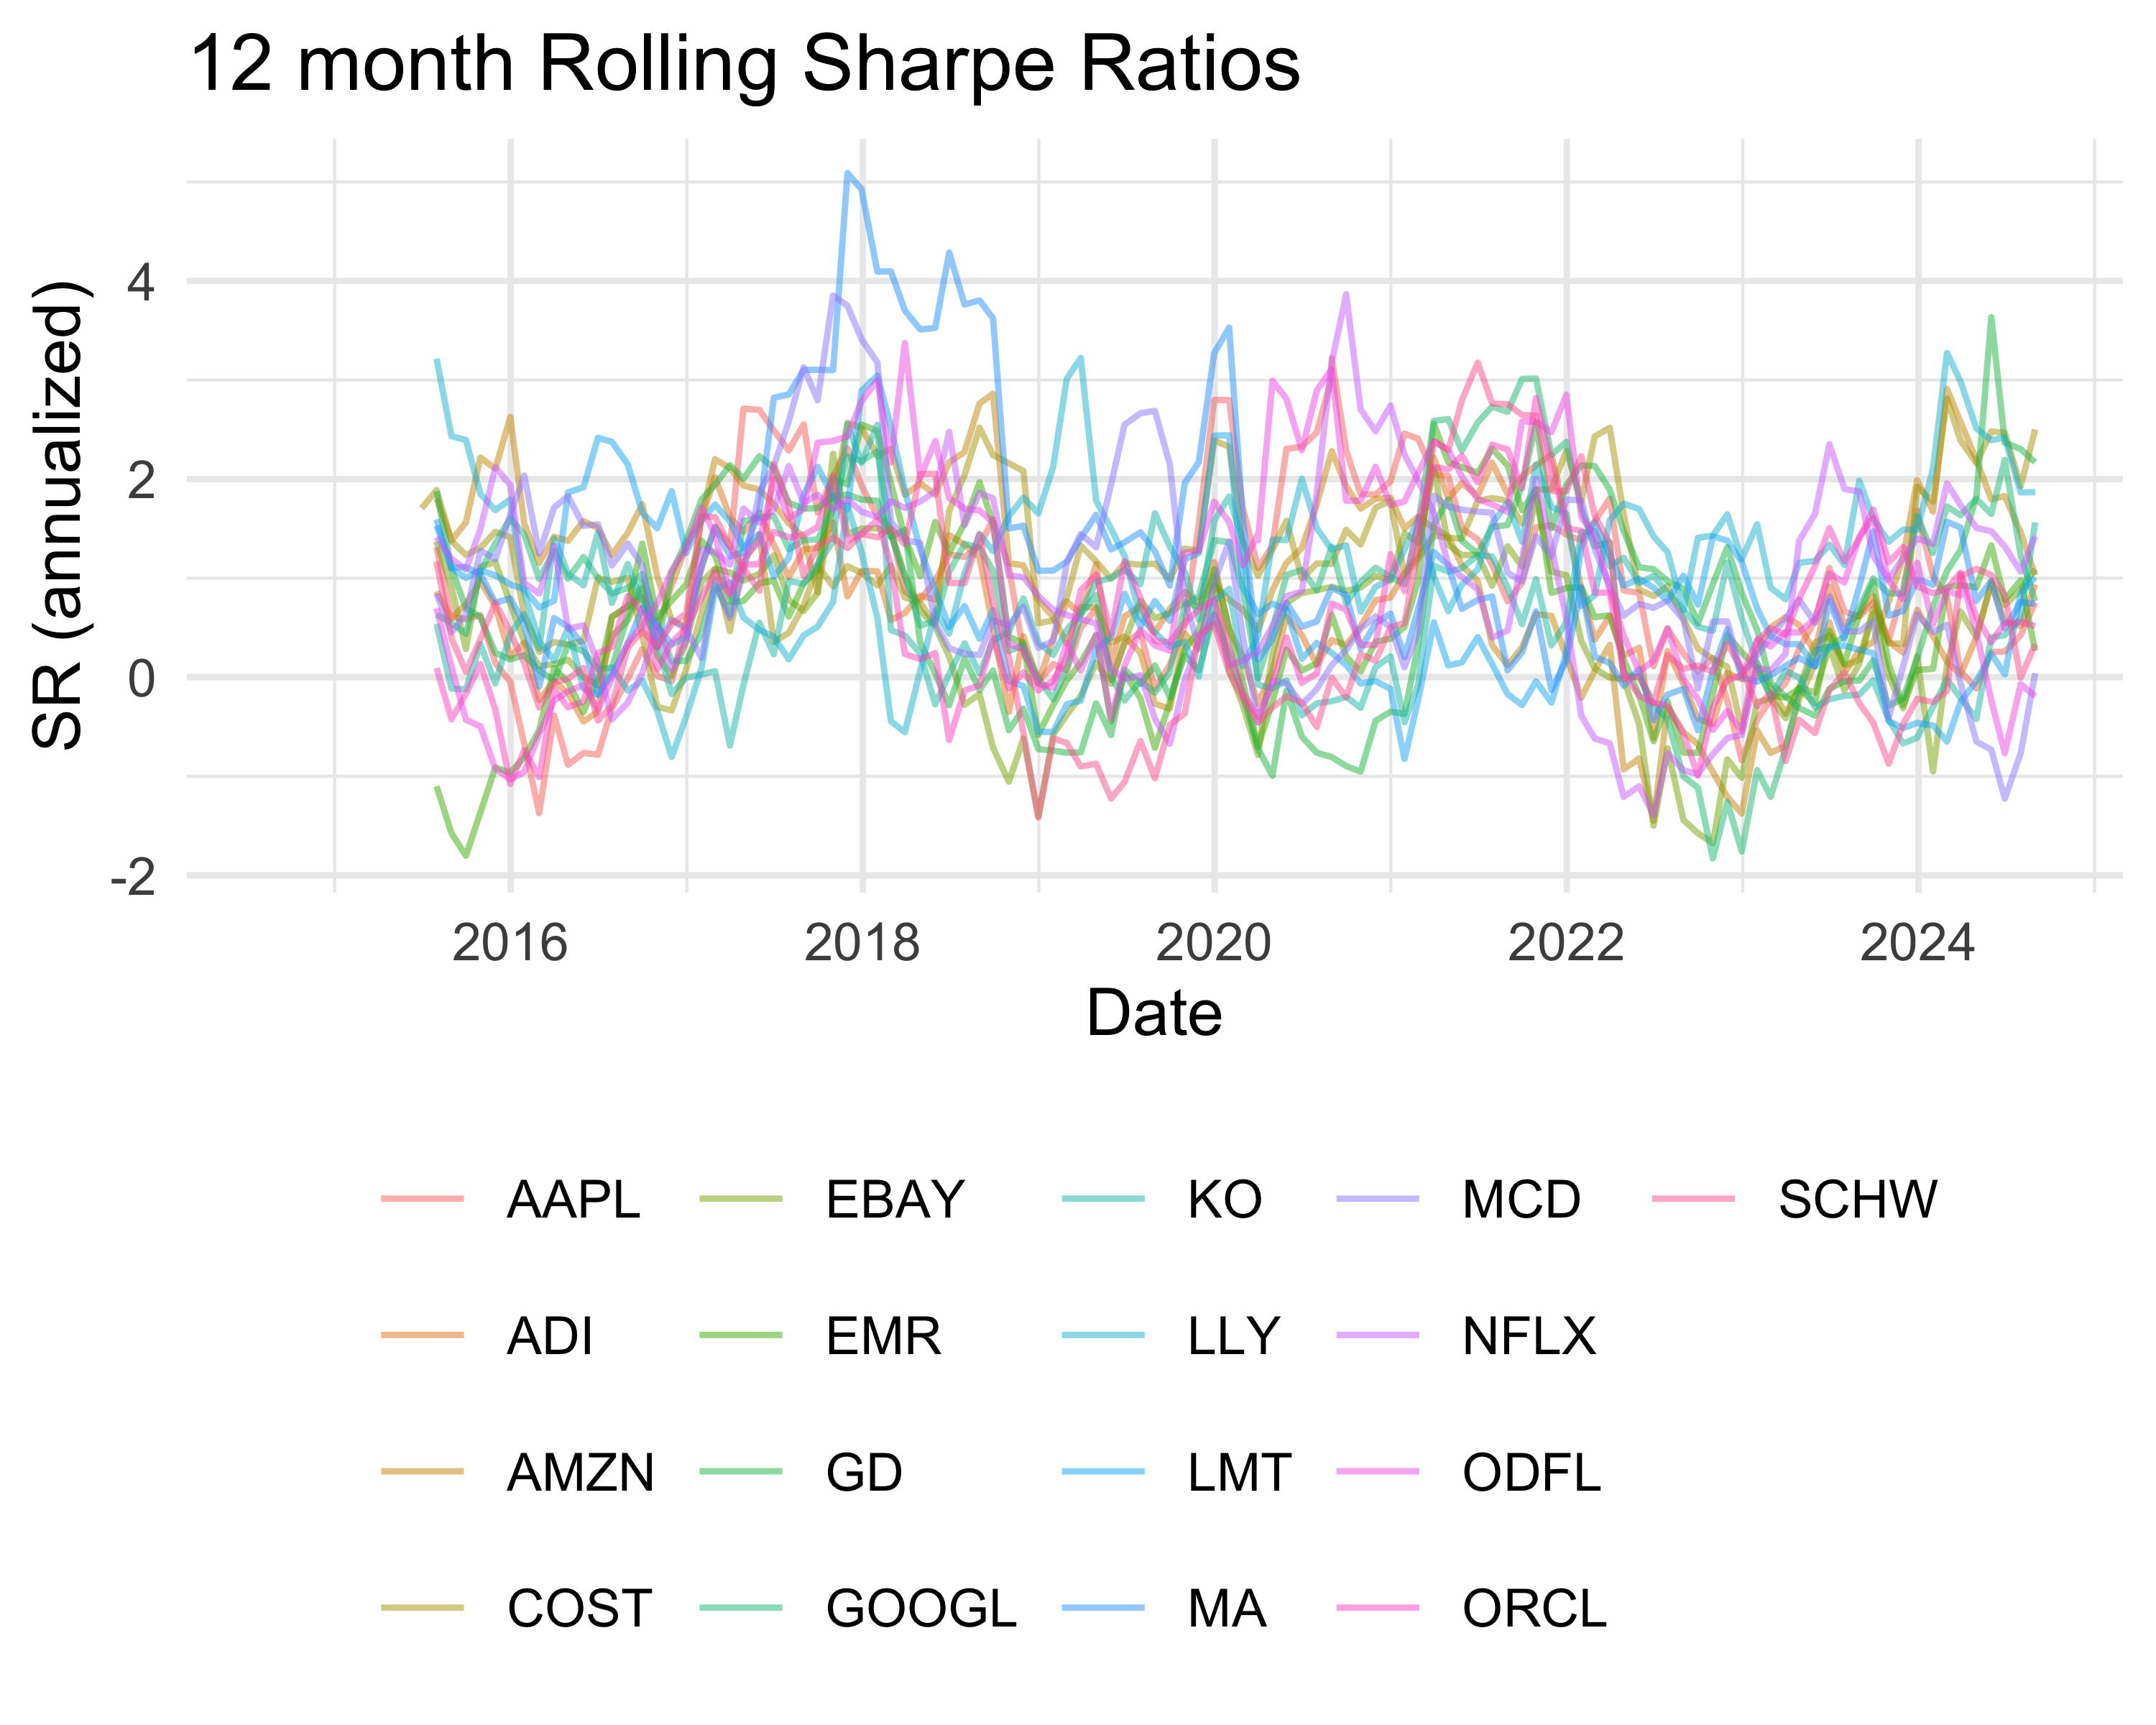 12 month Rolling Sharpe Ratios
SR (annualized)
4
2
0
-2
2016 2018 2020 2022 2024
Date
AAPL EBAY KO MCD SCHW
ADI EMR LLY NFLX
AMZN GD LMT ODFL
COST GOOGL MA ORCL